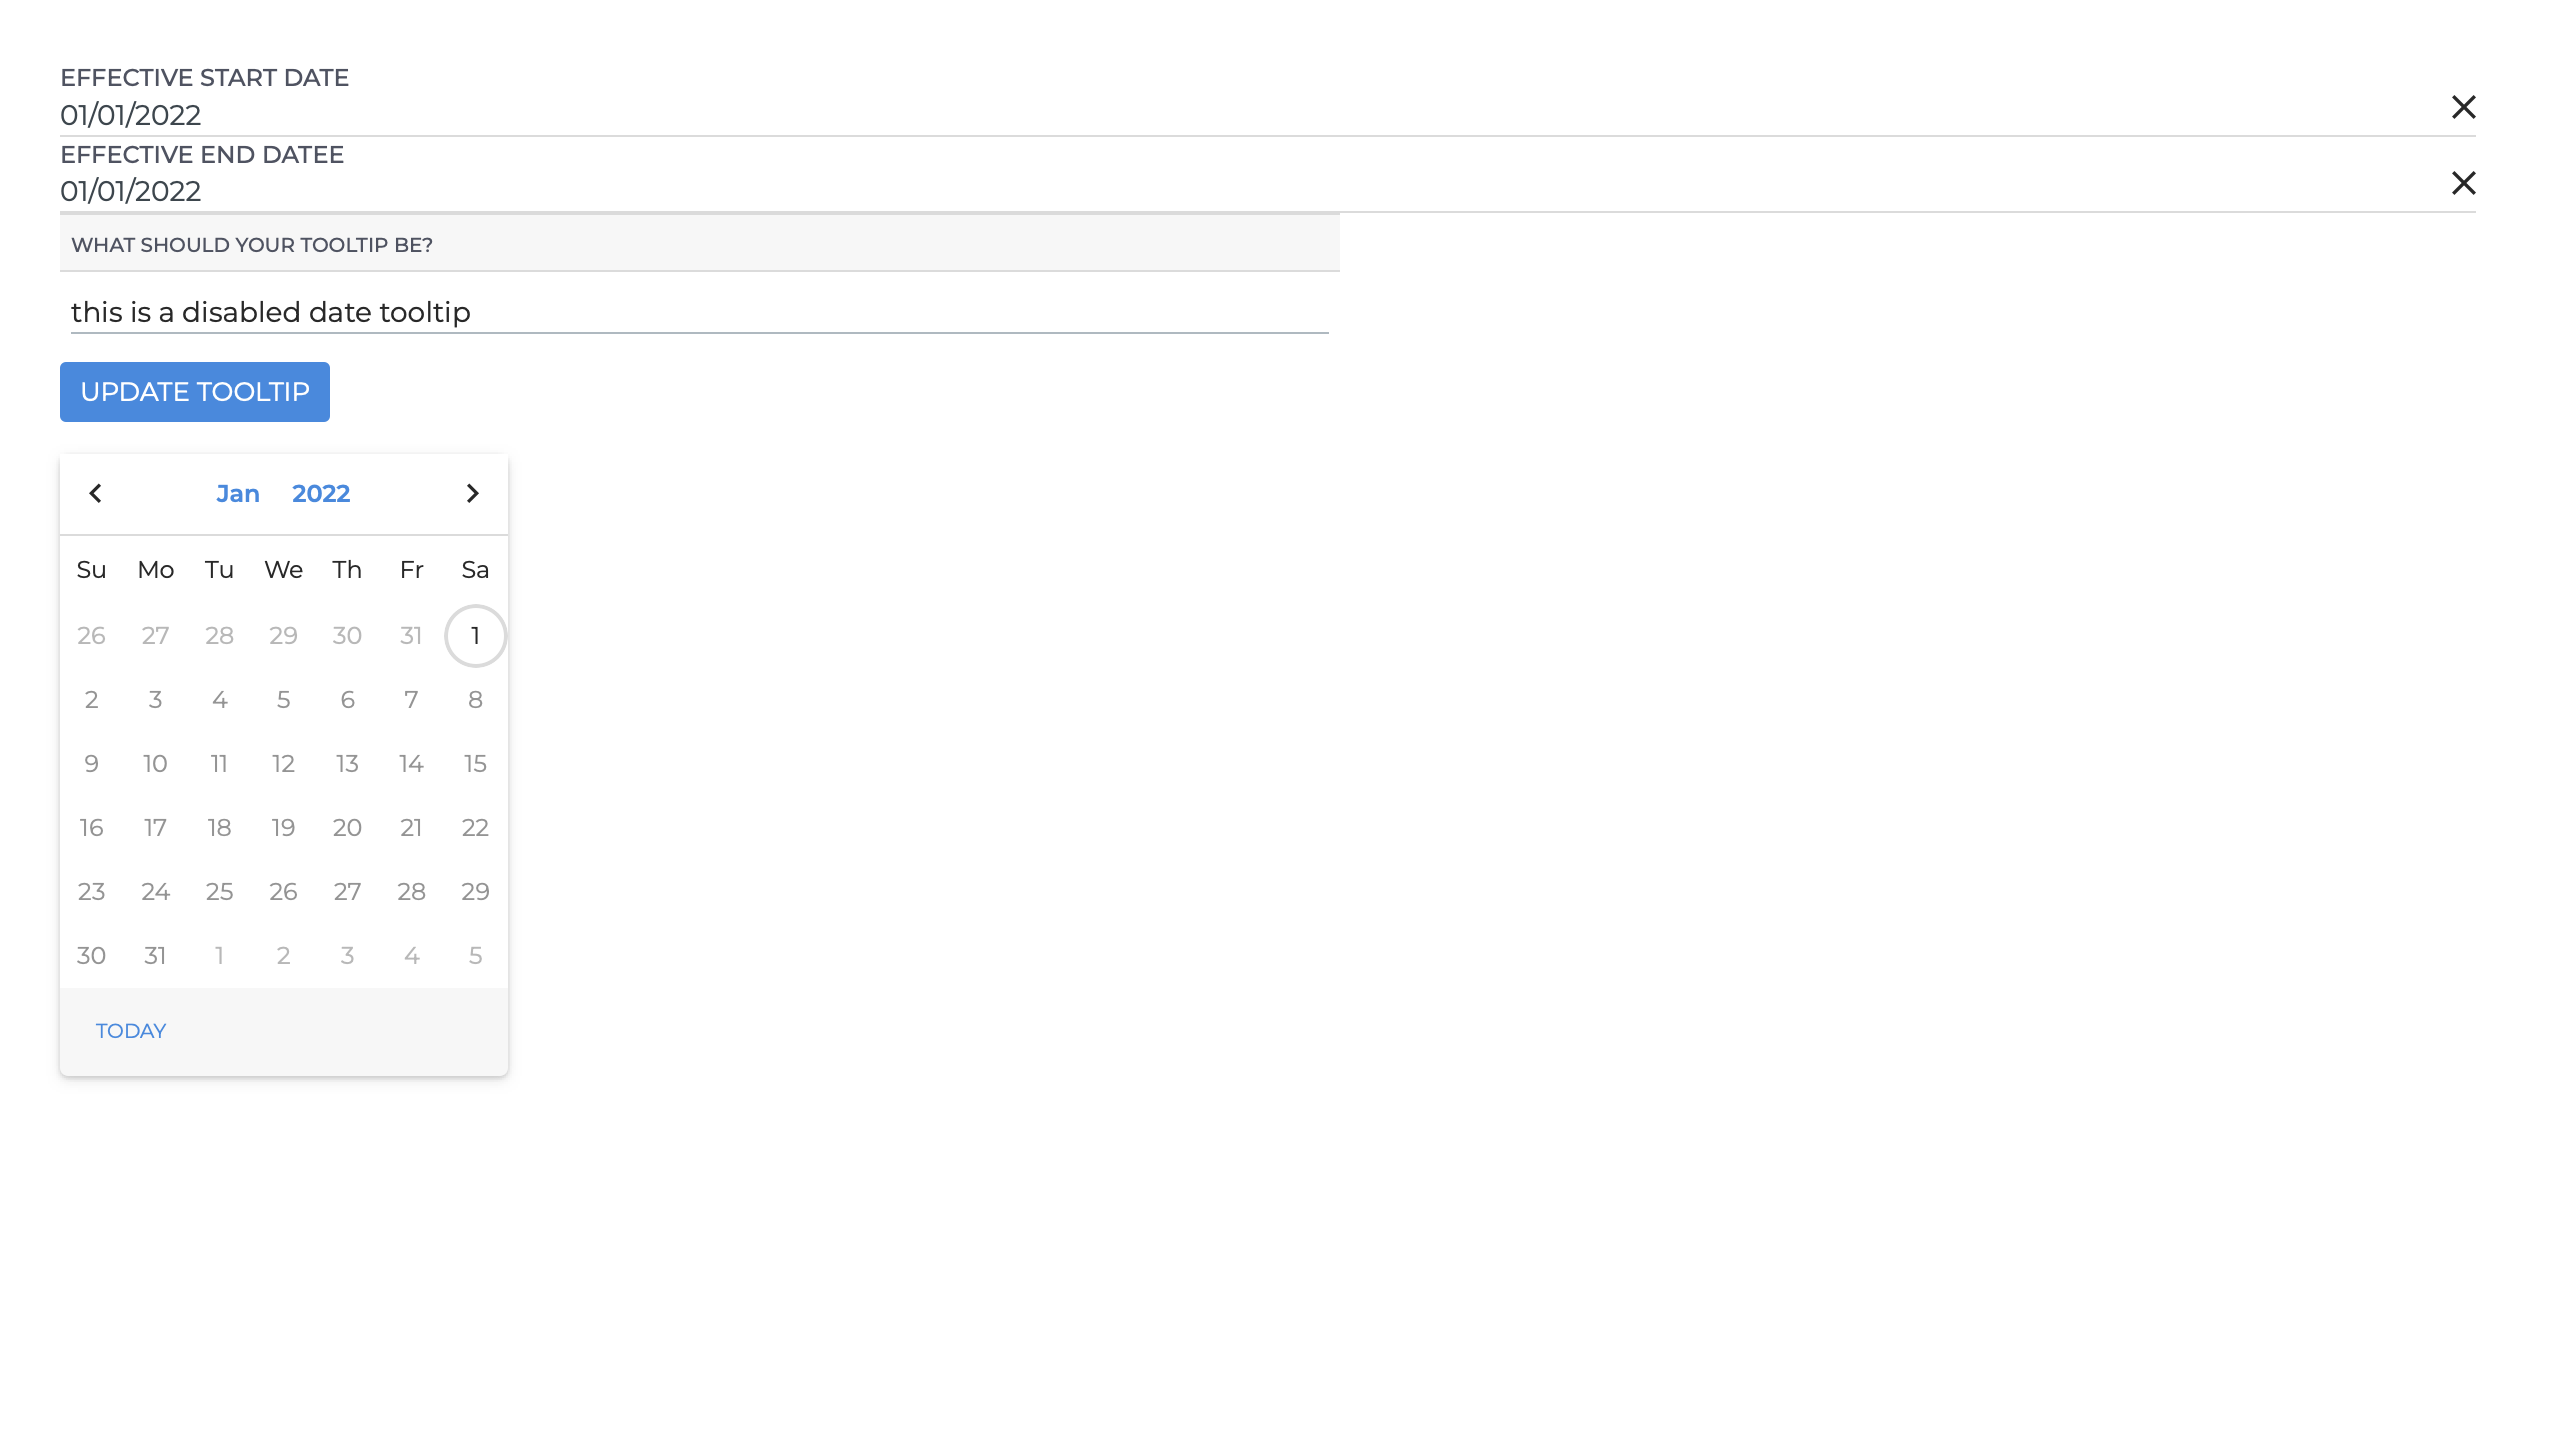 EFFECTIVE START DATE
01/01/2022
EFFECTIVE END DATEE
01/01/2022
WHAT SHOULD YOUR TOOLTIP BE?
this is a disabled date tooltip
UPDATE TOOLTIP
Jan 2022
Su Mo Tu We Th Fr Sa
26 27 28 29 30 31 1
2 3 4 5 6 7 8
9 10 11 12 13 14 15
16 17 18 19 20 21 22
23 24 25 26 27 28 29
30 31 1 2 3 4 5
TODAY